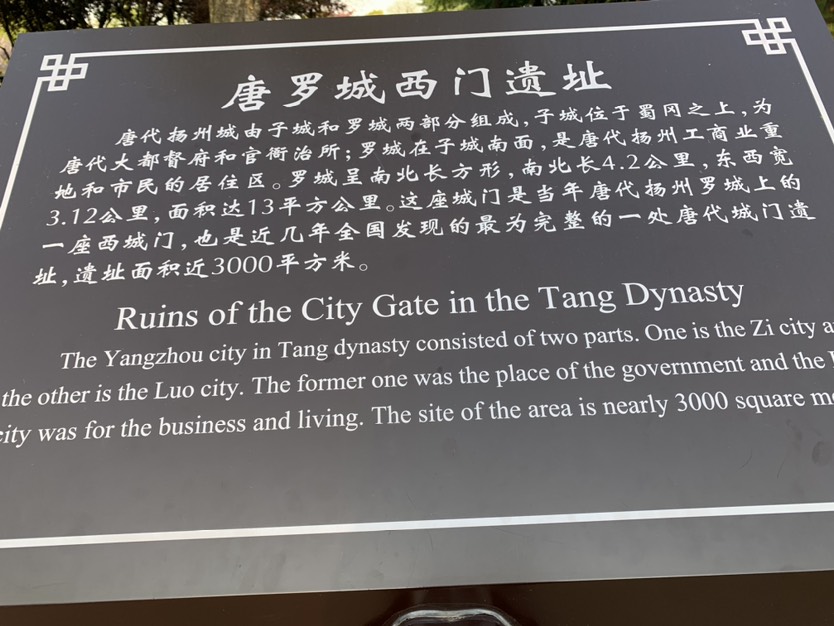 唐罗城西门遗址
唐代扬州城由子城和罗城两部分组成，子城位于蜀冈之上，为
唐代大都督府和官衙治所；罗城在子城南面，是唐代扬州工商业重
地和市民的居住区。罗城呈南北长方形，南北长4.2公里，东西宽
3.12公里，面积达13平方公里。这座城门是当年唐代扬州罗城上的
一座西城门，也是近几年全国发现的最为完整的一处唐代城门遗
址，遗址面积近3000平方米。
Ruins of the City Gate in the Tang Dynasty
The Yangzhou city in Tang dynasty consisted of two parts. One is the Zi city
the other is the Luo city. The former one was the place of the government and the
city was for the business and living. The site of the area is nearly 3000 square